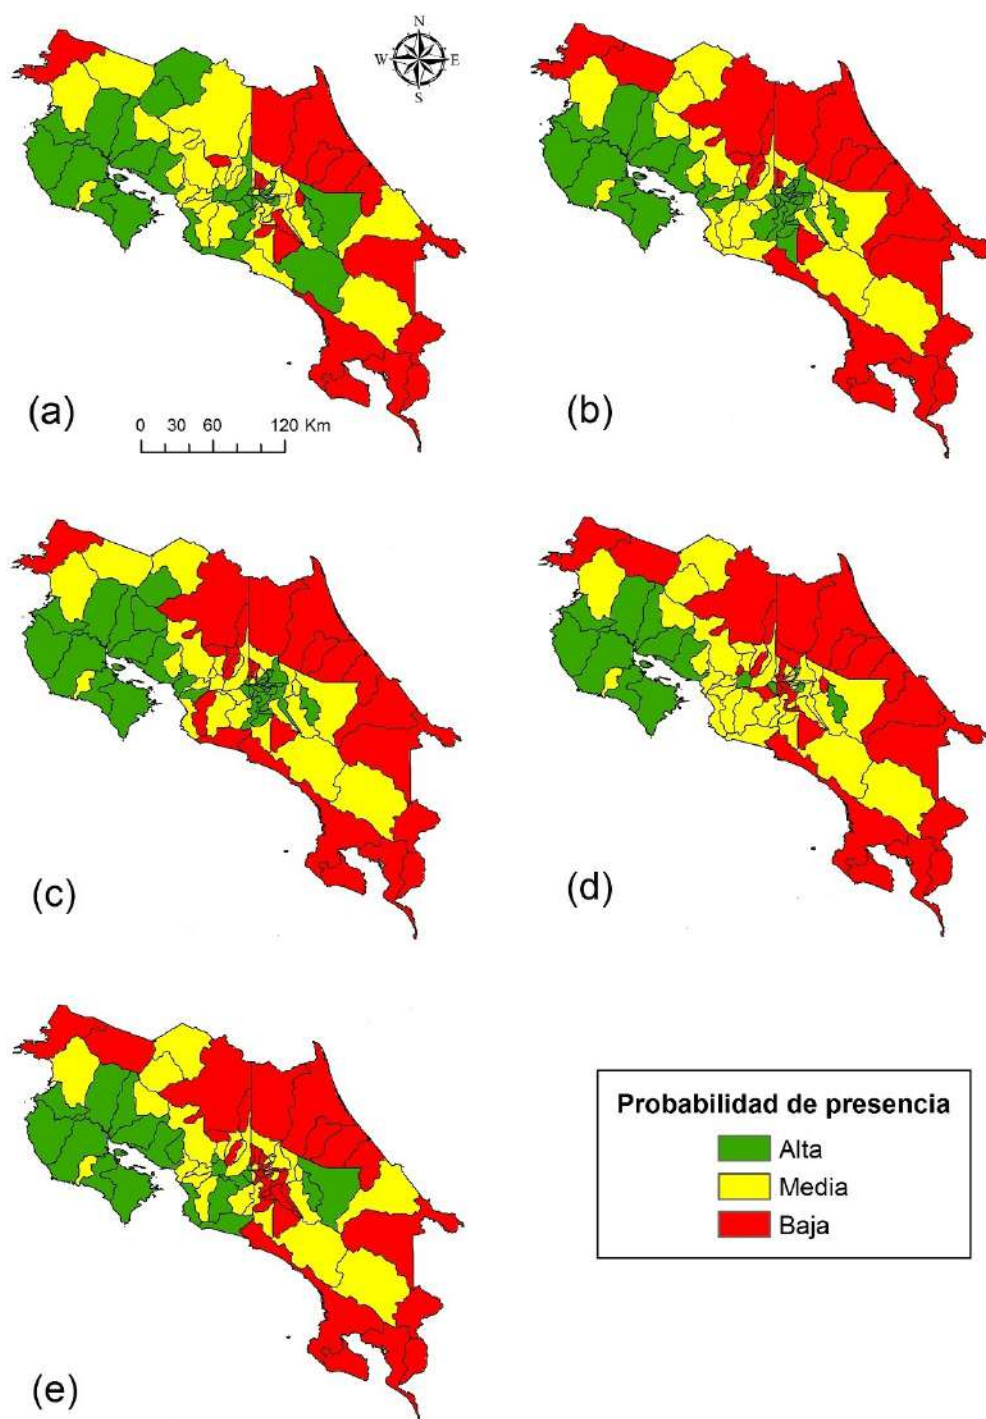 N
W E
S
(a)
0 30 60 120 Km
(b)
(c)
(d)
(e)
Probabilidad de presencia
Alta
Media
Baja